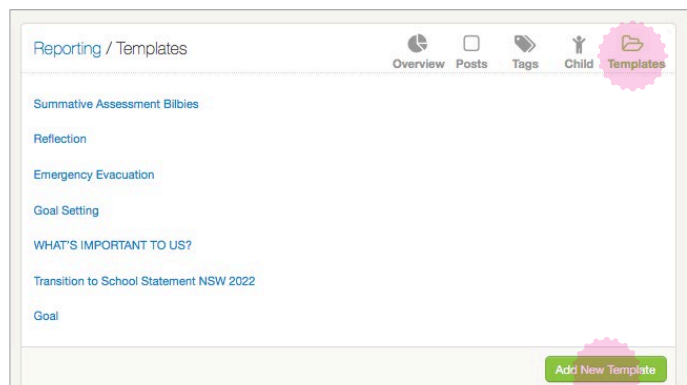 Reporting / Templates
Overview Posts Tags Child Templates
Summative Assessment Bilbies
Reflection
Emergency Evacuation
Goal Setting
WHAT'S IMPORTANT TO US?
Transition to School Statement NSW 2022
Goal
Add New Template